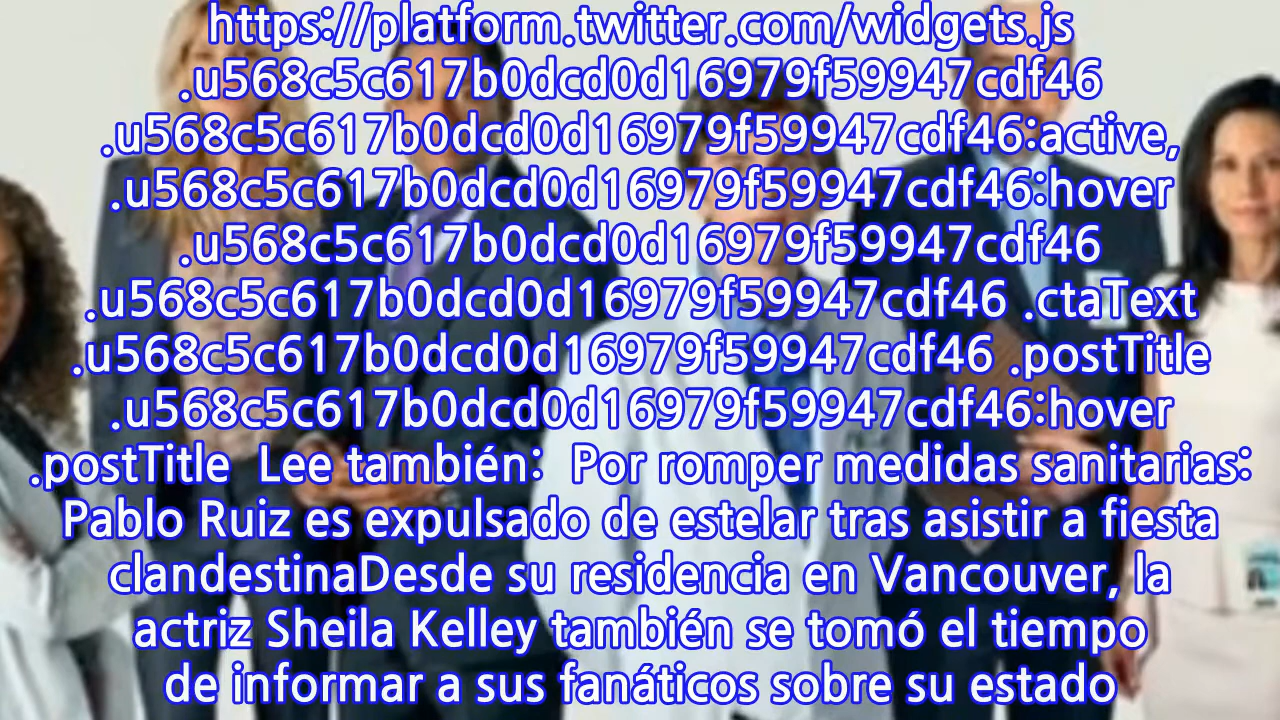 https://platform.twitter.com/widgets.js
.u568c5c617b0dcd0d16979f59947cdf46
.u568c5c617b0dcd0d16979f59947cdf46:active,
.u568c5c617b0dcd0d16979f59947cdf46:hover
.u568c5c617b0dcd0d16979f59947cdf46
.u568c5c617b0dcd0d16979f59947cdf46 .ctaText
.u568c5c617b0dcd0d16979f59947cdf46 .postTitle
.u568c5c617b0dcd0d16979f59947cdf46:hover
.postTitle  Lee también:  Por romper medidas sanitarias:
Pablo Ruiz es expulsado de estelar tras asistir a fiesta
clandestinaDesde su residencia en Vancouver, la
actriz Sheila Kelley también se tomó el tiempo
de informar a sus fanáticos sobre su estado